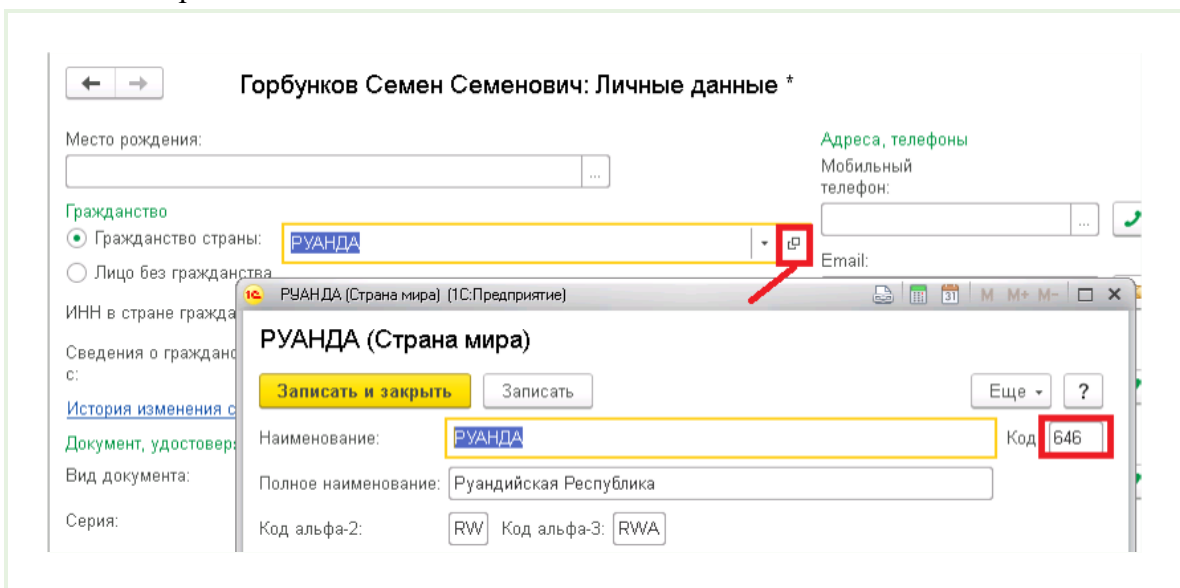 Горбунков Семен Семенович: Личные данные *
Место рождения:
Адреса, телефоны
Мобильный
телефон:
Гражданство
Гражданство страны: РУАНДА
Email:
Лицо без гражданства
РУАНДА (Страна мира) (1С:Предприятие)
M M+ M-
ИНН в стране гражда
РУАНДА (Страна мира)
Сведения о гражданс
с:
Записать и закрыть Записать Еще ?
История изменения с
Наименование: РУАНДА Код 646
Документ, удостовер
Вид документа:
Полное наименование: Руандийская Республика
Серия:
Код альфа-2: RW Код альфа-3: RWA